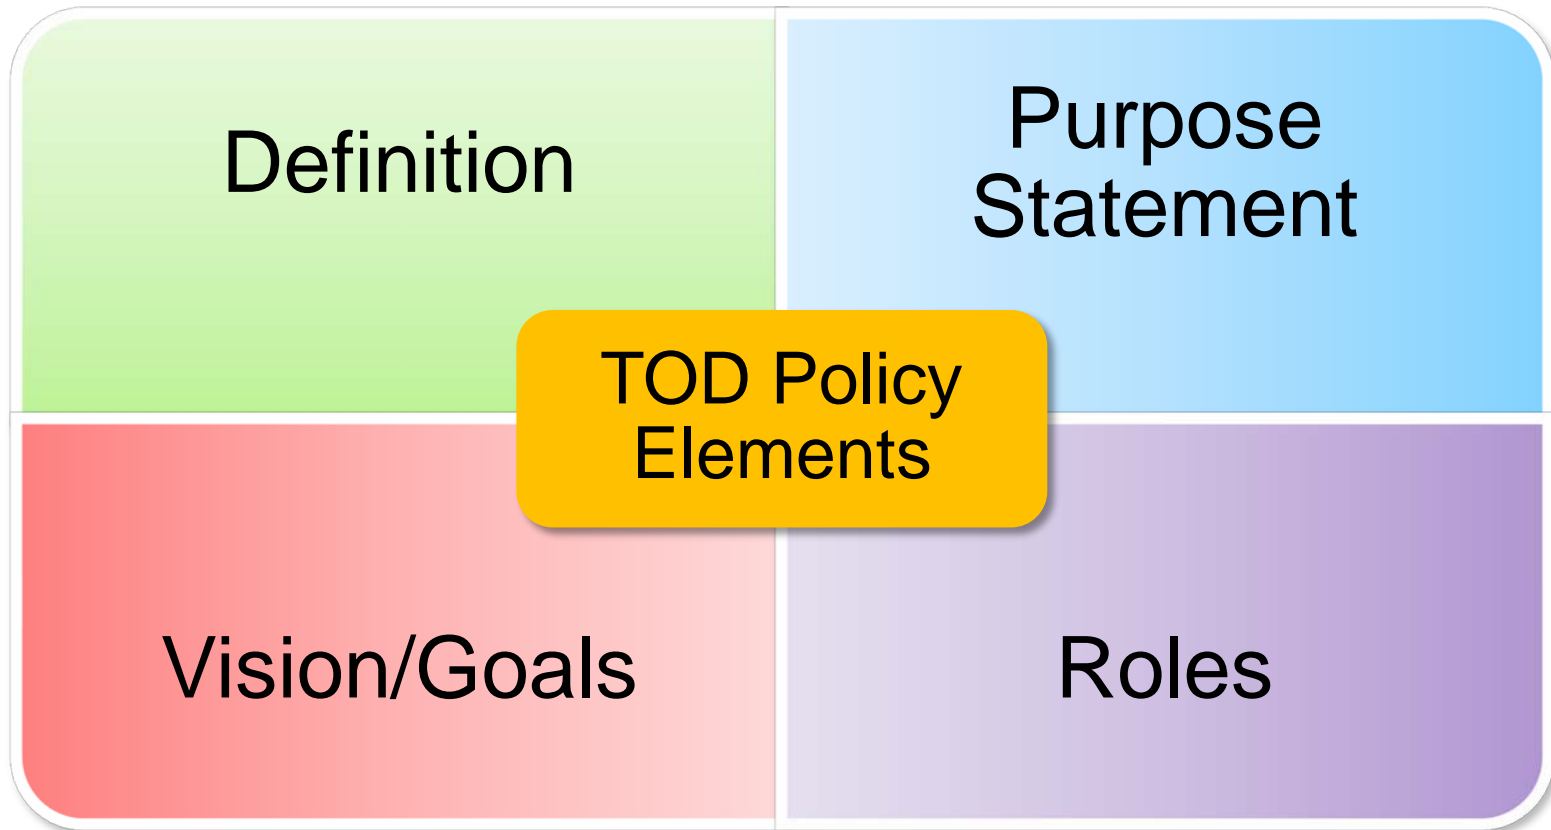 Definition
Purpose
Statement
TOD Policy
Elements
Vision/Goals
Roles